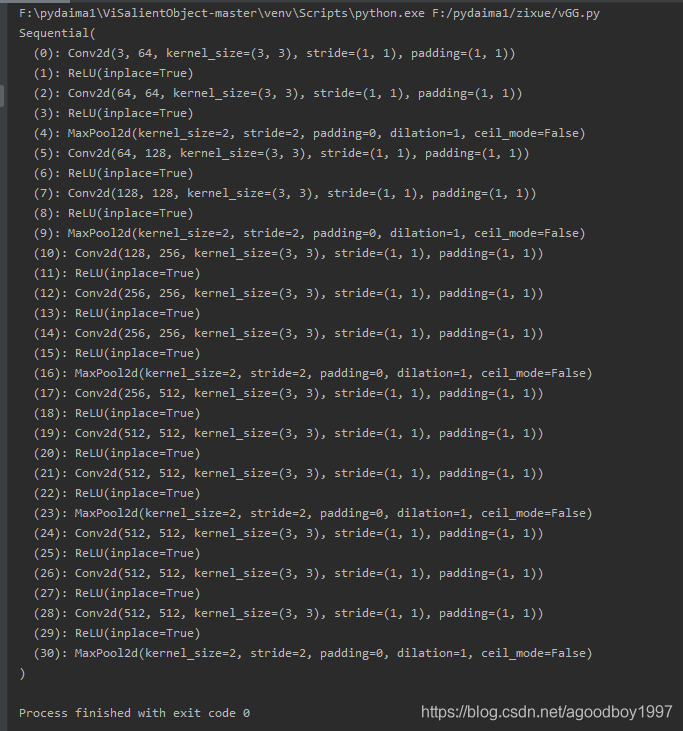 F:\pydaima1\ViSalientObject-master\venv\Scripts\python.exe F:/pydaima1/zixue/vGG.py
Sequential(
  (0): Conv2d(3, 64, kernel_size=(3, 3), stride=(1, 1), padding=(1, 1))
  (1): ReLU(inplace=True)
  (2): Conv2d(64, 64, kernel_size=(3, 3), stride=(1, 1), padding=(1, 1))
  (3): ReLU(inplace=True)
  (4): MaxPool2d(kernel_size=2, stride=2, padding=0, dilation=1, ceil_mode=False)
  (5): Conv2d(64, 128, kernel_size=(3, 3), stride=(1, 1), padding=(1, 1))
  (6): ReLU(inplace=True)
  (7): Conv2d(128, 128, kernel_size=(3, 3), stride=(1, 1), padding=(1, 1))
  (8): ReLU(inplace=True)
  (9): MaxPool2d(kernel_size=2, stride=2, padding=0, dilation=1, ceil_mode=False)
  (10): Conv2d(128, 256, kernel_size=(3, 3), stride=(1, 1), padding=(1, 1))
  (11): ReLU(inplace=True)
  (12): Conv2d(256, 256, kernel_size=(3, 3), stride=(1, 1), padding=(1, 1))
  (13): ReLU(inplace=True)
  (14): Conv2d(256, 256, kernel_size=(3, 3), stride=(1, 1), padding=(1, 1))
  (15): ReLU(inplace=True)
  (16): MaxPool2d(kernel_size=2, stride=2, padding=0, dilation=1, ceil_mode=False)
  (17): Conv2d(256, 512, kernel_size=(3, 3), stride=(1, 1), padding=(1, 1))
  (18): ReLU(inplace=True)
  (19): Conv2d(512, 512, kernel_size=(3, 3), stride=(1, 1), padding=(1, 1))
  (20): ReLU(inplace=True)
  (21): Conv2d(512, 512, kernel_size=(3, 3), stride=(1, 1), padding=(1, 1))
  (22): ReLU(inplace=True)
  (23): MaxPool2d(kernel_size=2, stride=2, padding=0, dilation=1, ceil_mode=False)
  (24): Conv2d(512, 512, kernel_size=(3, 3), stride=(1, 1), padding=(1, 1))
  (25): ReLU(inplace=True)
  (26): Conv2d(512, 512, kernel_size=(3, 3), stride=(1, 1), padding=(1, 1))
  (27): ReLU(inplace=True)
  (28): Conv2d(512, 512, kernel_size=(3, 3), stride=(1, 1), padding=(1, 1))
  (29): ReLU(inplace=True)
  (30): MaxPool2d(kernel_size=2, stride=2, padding=0, dilation=1, ceil_mode=False)
)
Process finished with exit code 0
https://blog.csdn.net/agoodboy1997